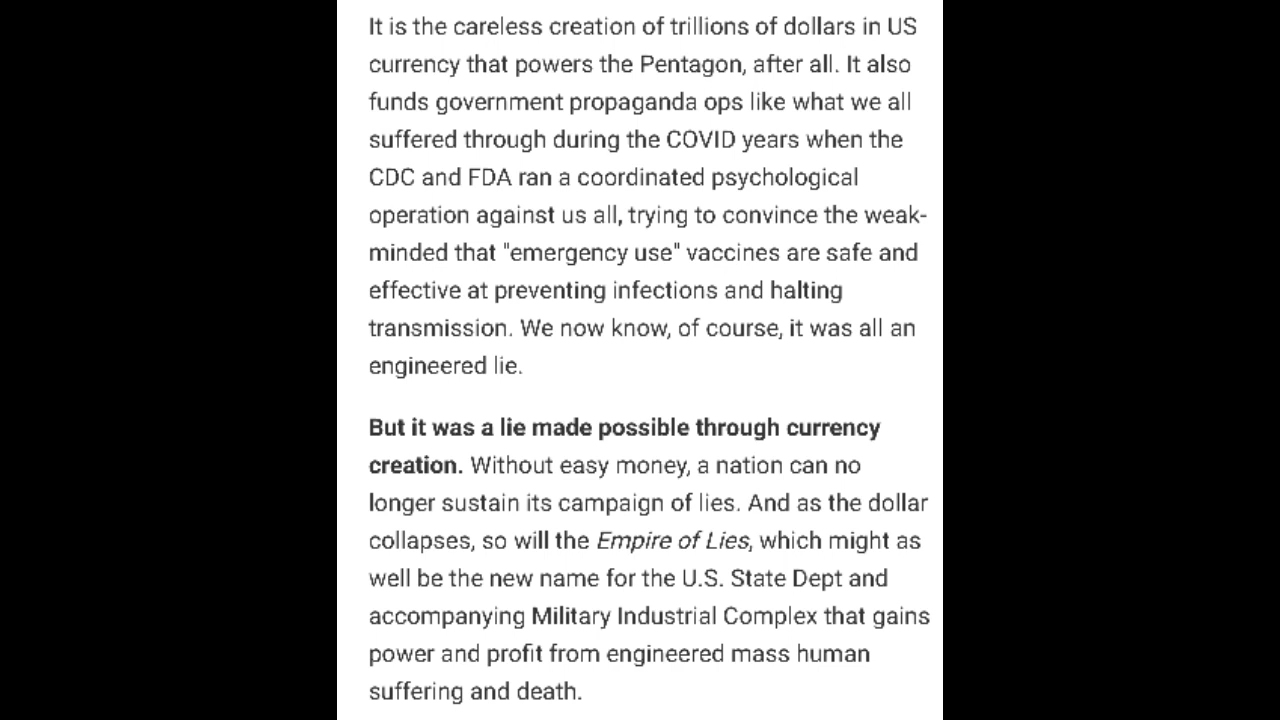 It is the careless creation of trillions of dollars in US
currency that powers the Pentagon, after all. It also
funds government propaganda ops like what we all
suffered through during the COVID years when the
CDC and FDA ran a coordinated psychological
operation against us all, trying to convince the weak-
minded that "emergency use" vaccines are safe and
effective at preventing infections and halting
transmission. We now know, of course, it was all an
engineered lie.
But it was a lie made possible through currency
creation. Without easy money, a nation can no
longer sustain its campaign of lies. And as the dollar
collapses, so will the Empire of Lies, which might as
well be the new name for the U.S. State Dept and
accompanying Military Industrial Complex that gains
power and profit from engineered mass human
suffering and death.